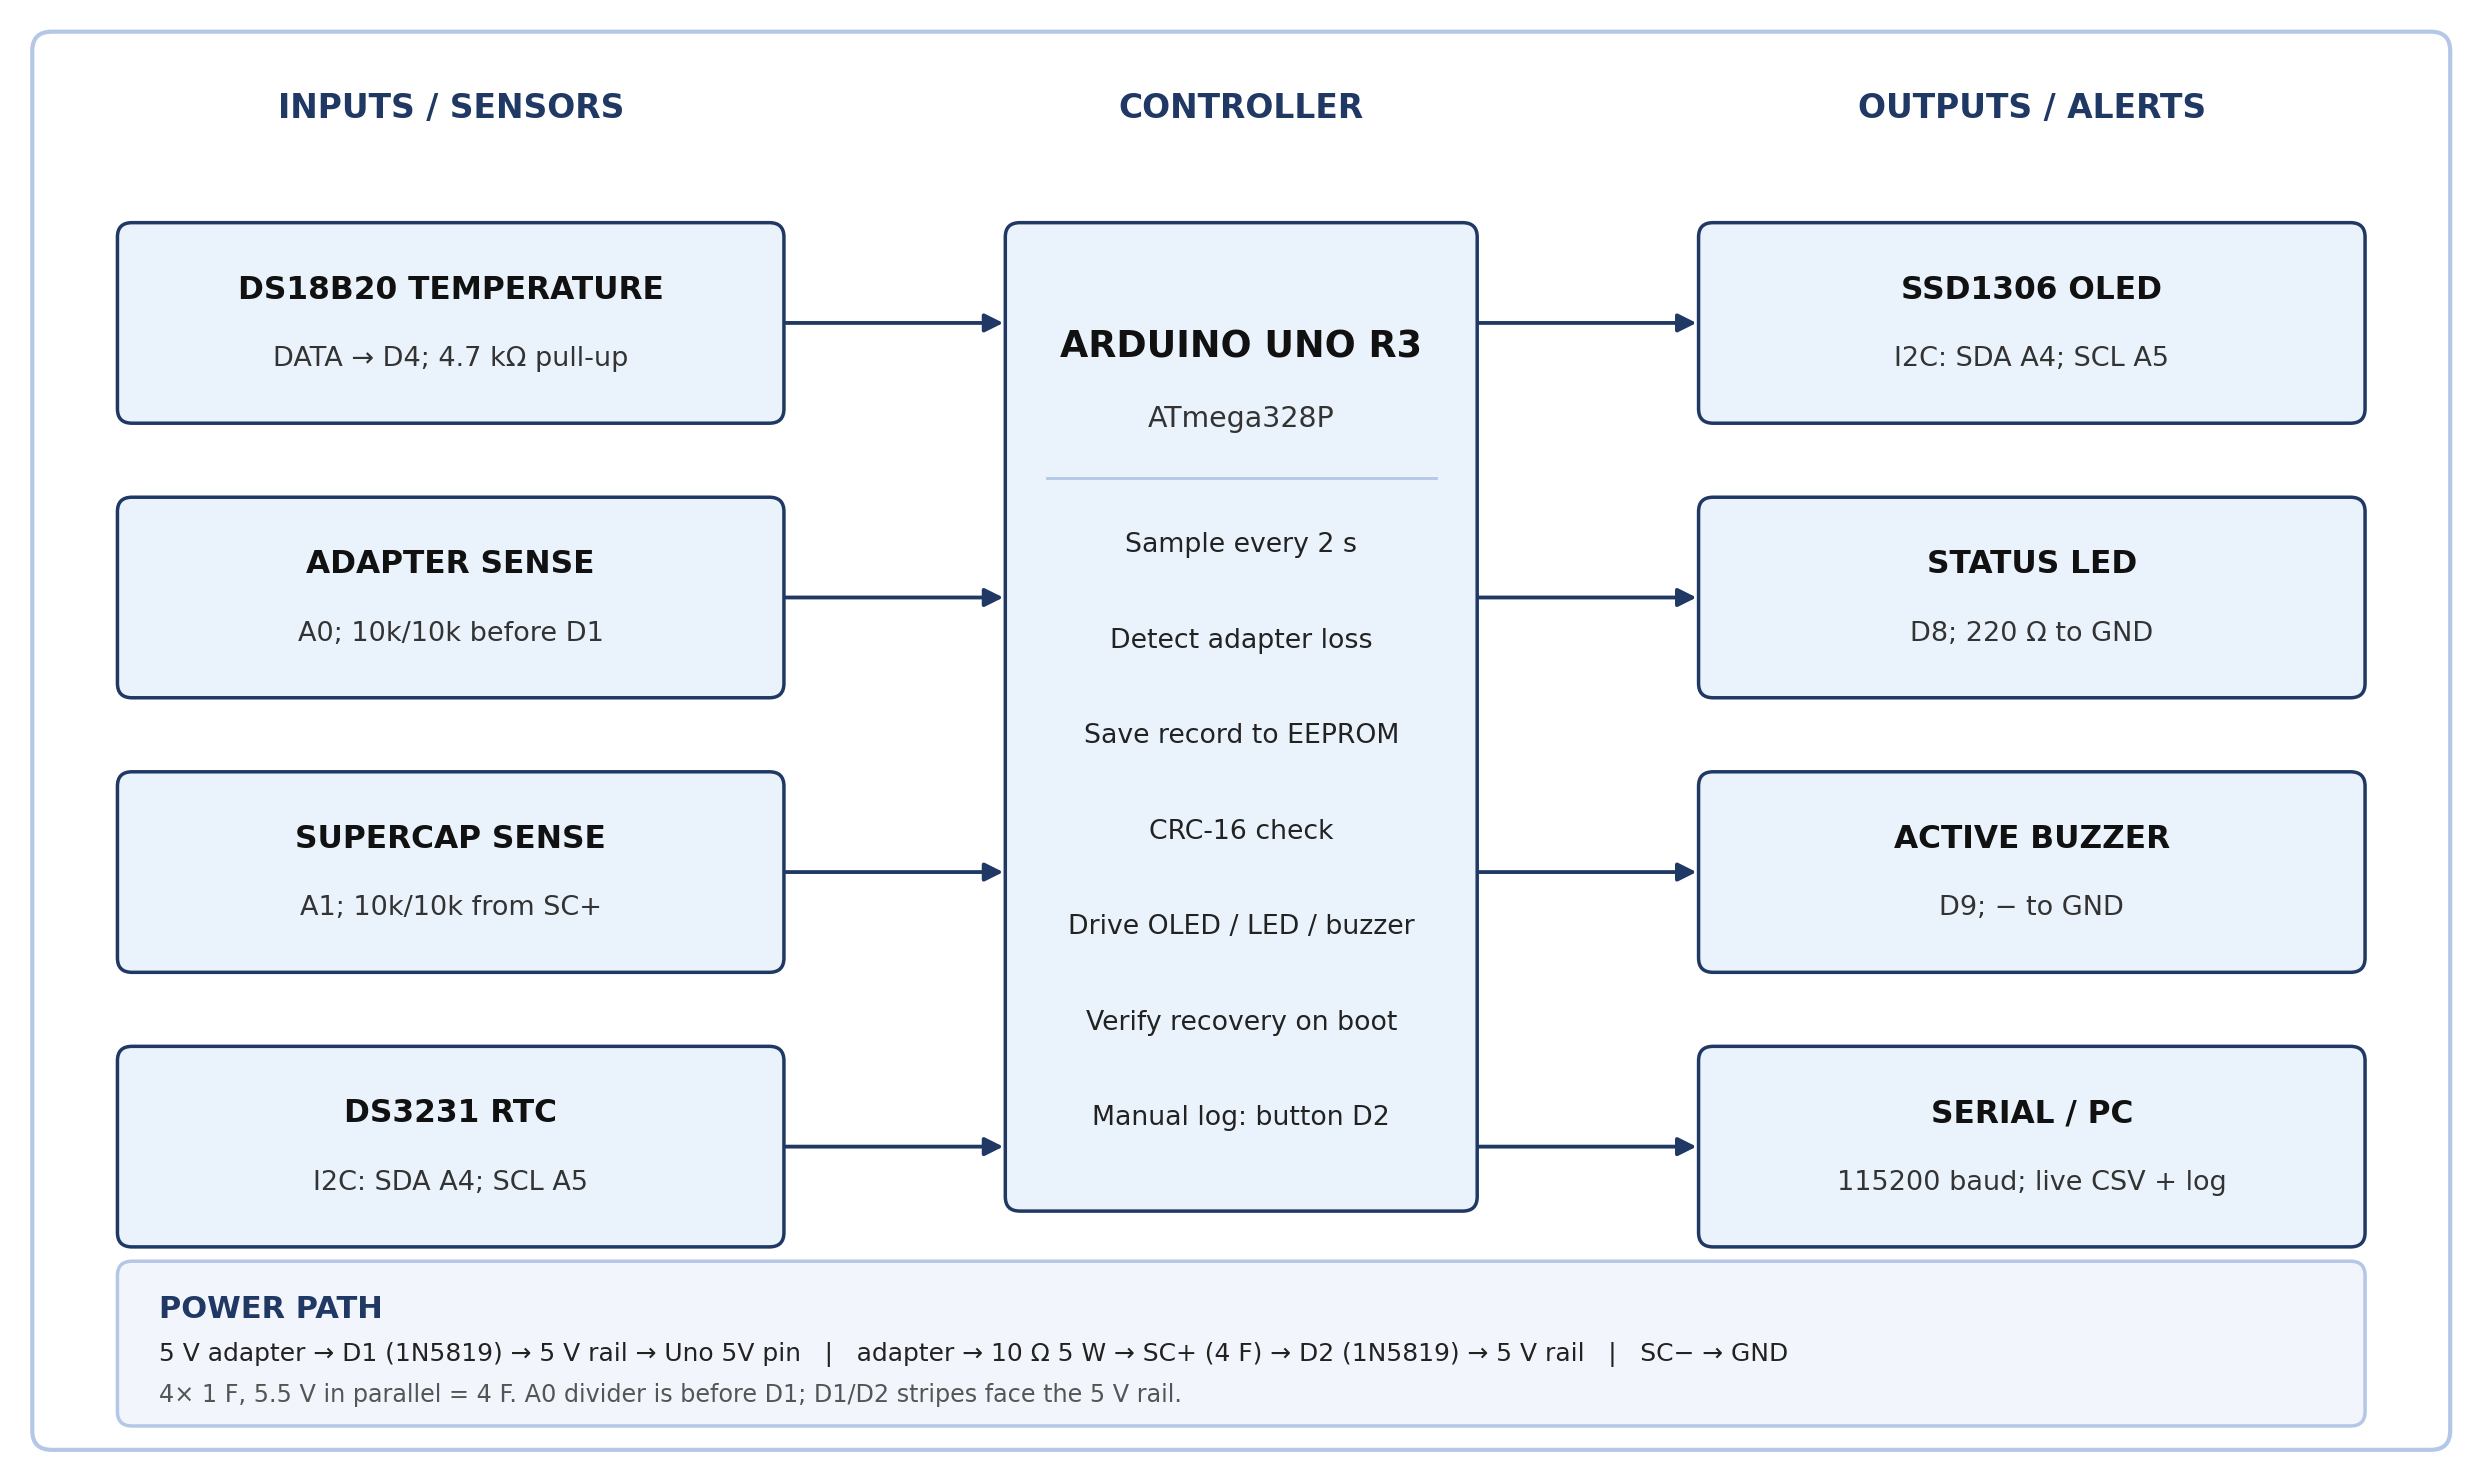 INPUTS / SENSORS
CONTROLLER
OUTPUTS / ALERTS
DS18B20 TEMPERATURE
DATA → D4; 4.7 kΩ pull-up
ADAPTER SENSE
A0; 10k/10k before D1
SUPERCAP SENSE
A1; 10k/10k from SC+
DS3231 RTC
I2C: SDA A4; SCL A5
ARDUINO UNO R3
ATmega328P
Sample every 2 s
Detect adapter loss
Save record to EEPROM
CRC-16 check
Drive OLED / LED / buzzer
Verify recovery on boot
Manual log: button D2
SSD1306 OLED
I2C: SDA A4; SCL A5
STATUS LED
D8; 220 Ω to GND
ACTIVE BUZZER
D9; − to GND
SERIAL / PC
115200 baud; live CSV + log
POWER PATH
5 V adapter → D1 (1N5819) → 5 V rail → Uno 5V pin | adapter → 10 Ω 5 W → SC+ (4 F) → D2 (1N5819) → 5 V rail | SC− → GND
4× 1 F, 5.5 V in parallel = 4 F. A0 divider is before D1; D1/D2 stripes face the 5 V rail.